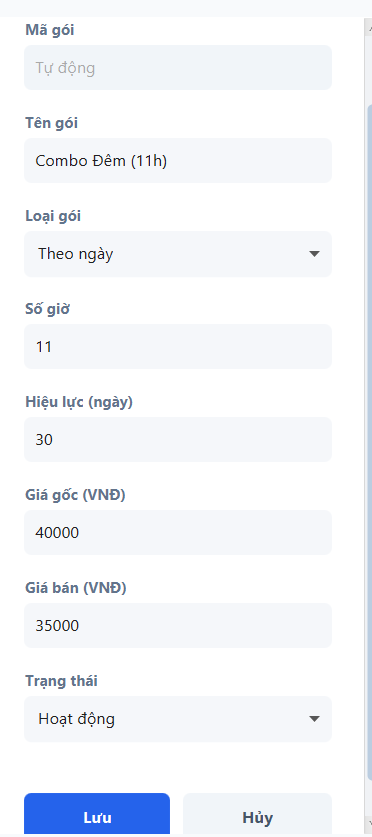 Mã gói
Tự động
Tên gói
Combo Đêm (11h)
Loại gói
Theo ngày
Số giờ
11
Hiệu lực (ngày)
30
Giá gốc (VNĐ)
40000
Giá bán (VNĐ)
35000
Trạng thái
Hoạt động
Lưu Hủy